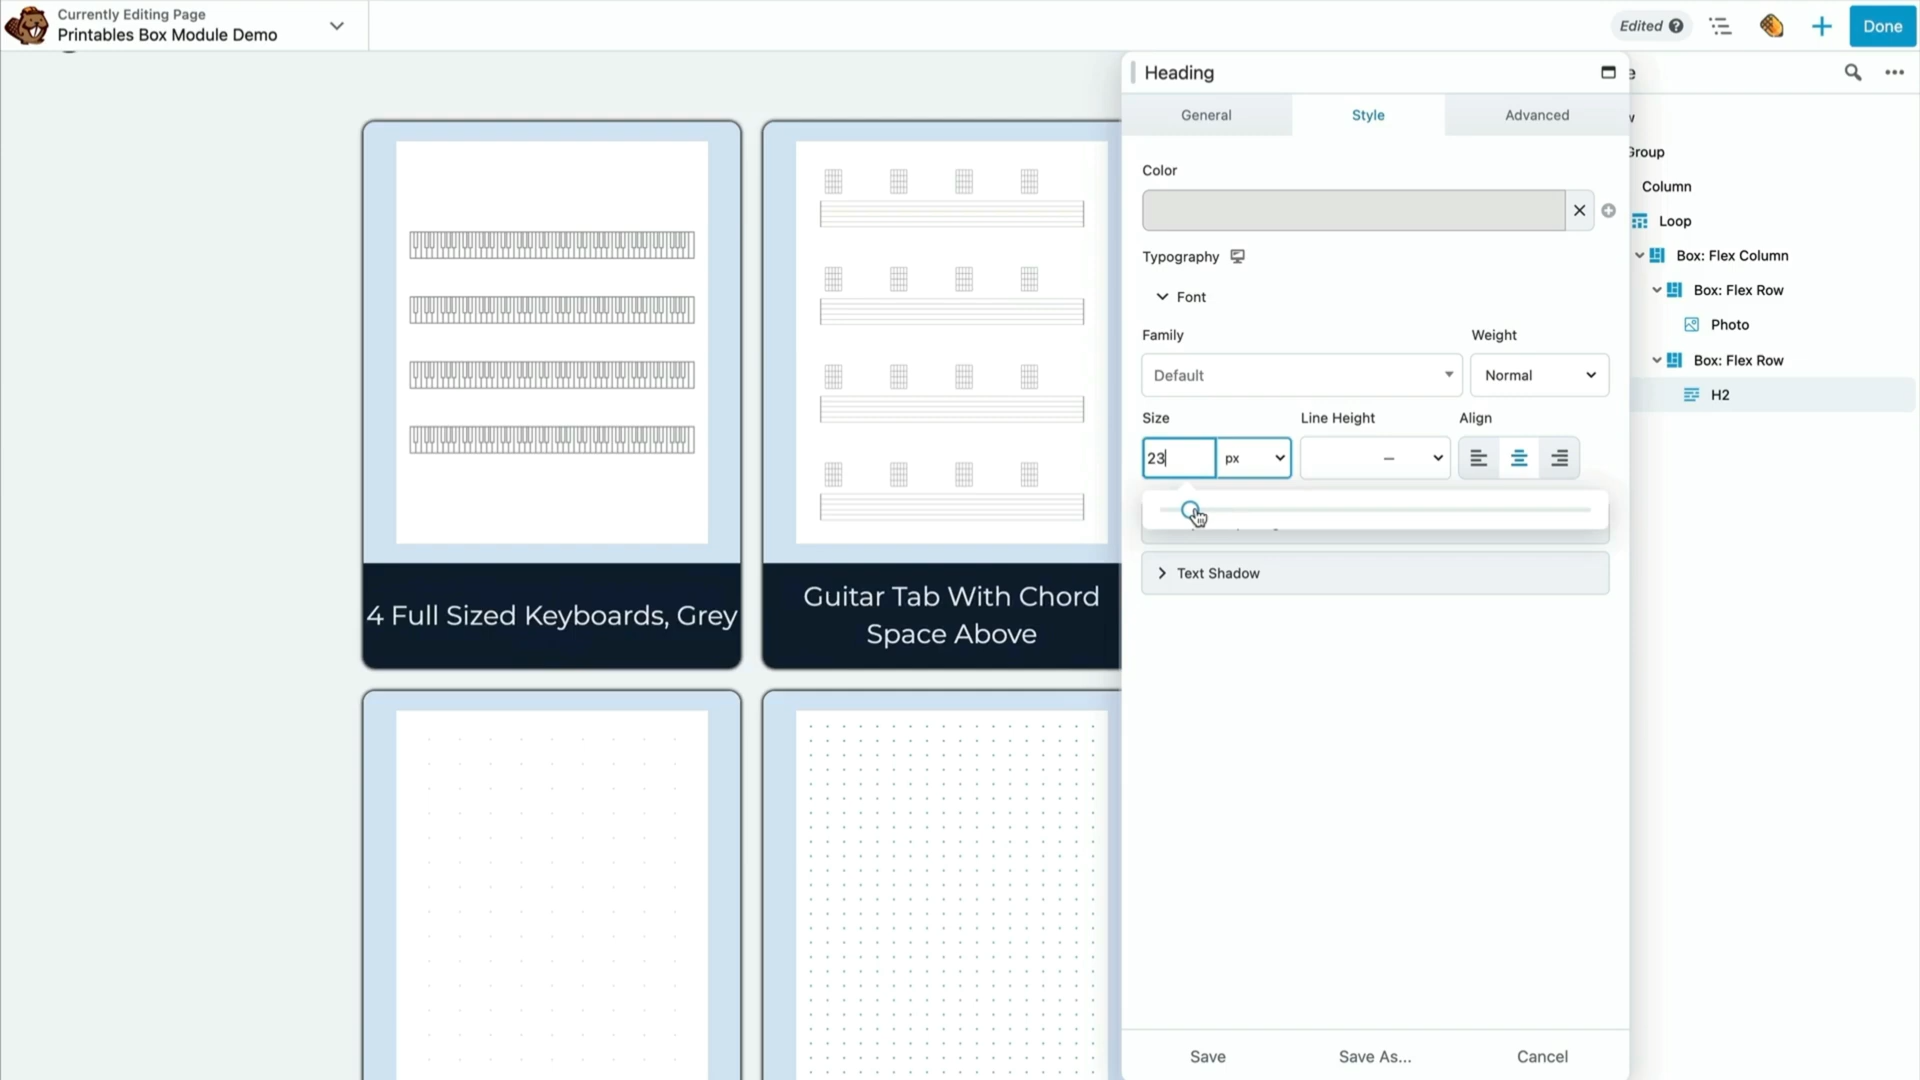 Currently Editing Page
Printables Box Module Demo
Edited
Done
Heading
General
Style
Advanced
Color
Typography
Font
Family
Weight
Default
Normal
Size
Line Height
Align
23
px
Text Shadow
Save
Save As...
Cancel
Group
Column
Loop
Box: Flex Column
Box: Flex Row
Photo
Box: Flex Row
H2
4 Full Sized Keyboards, Grey
Guitar Tab With Chord
Space Above